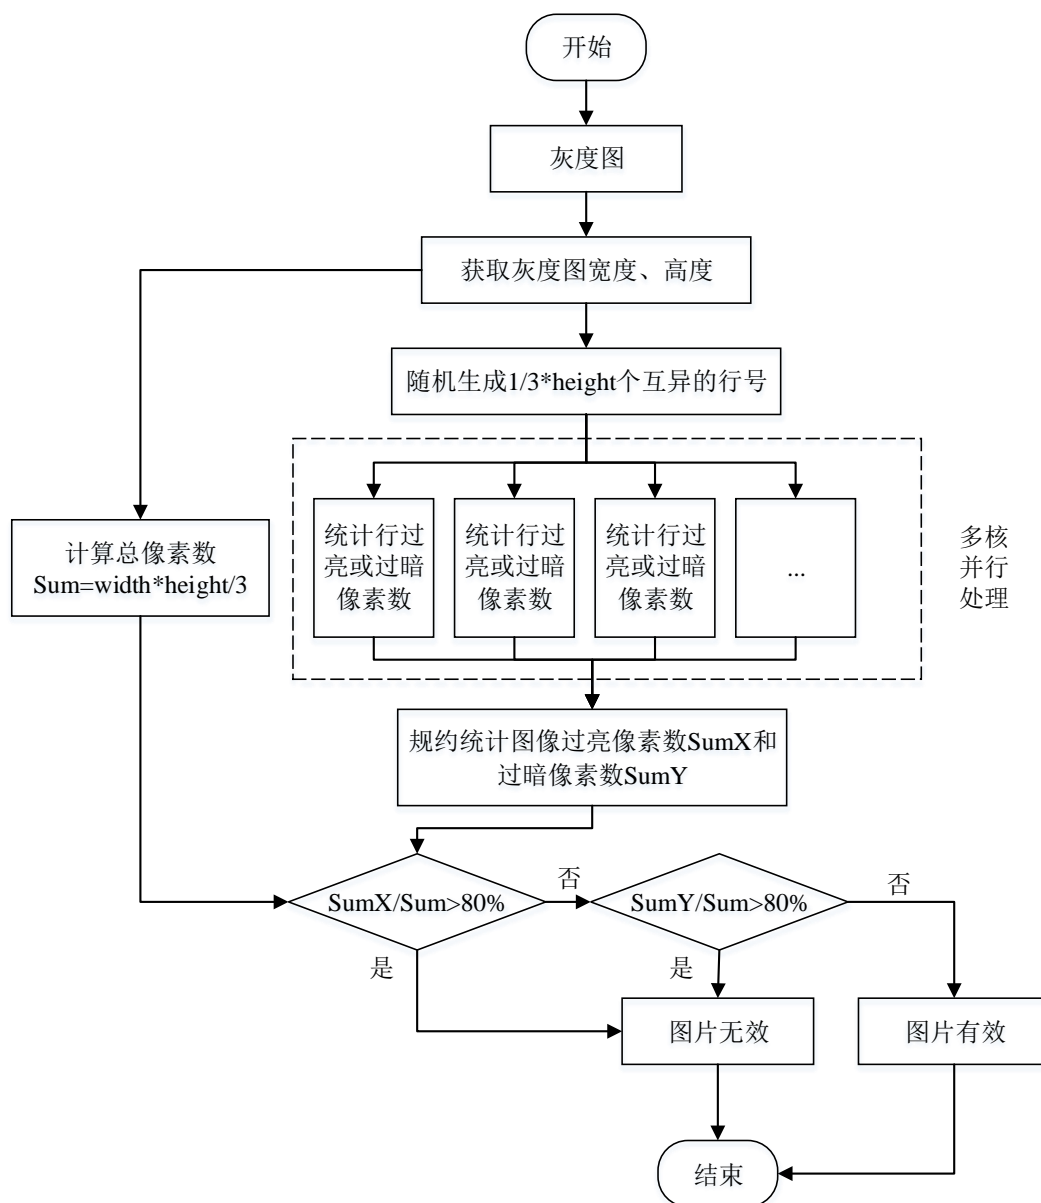 开始
灰度图
获取灰度图宽度、高度
随机生成1/3*height个互异的行号
统计行过
亮或过暗
像素数
统计行过
亮或过暗
像素数
统计行过
亮或过暗
像素数
...
多核
并行
处理
计算总像素数
Sum=width*height/3
规约统计图像过亮像素数SumX和
过暗像素数SumY
SumX/Sum>80%
否
SumY/Sum>80%
否
是
是
图片无效
图片有效
结束